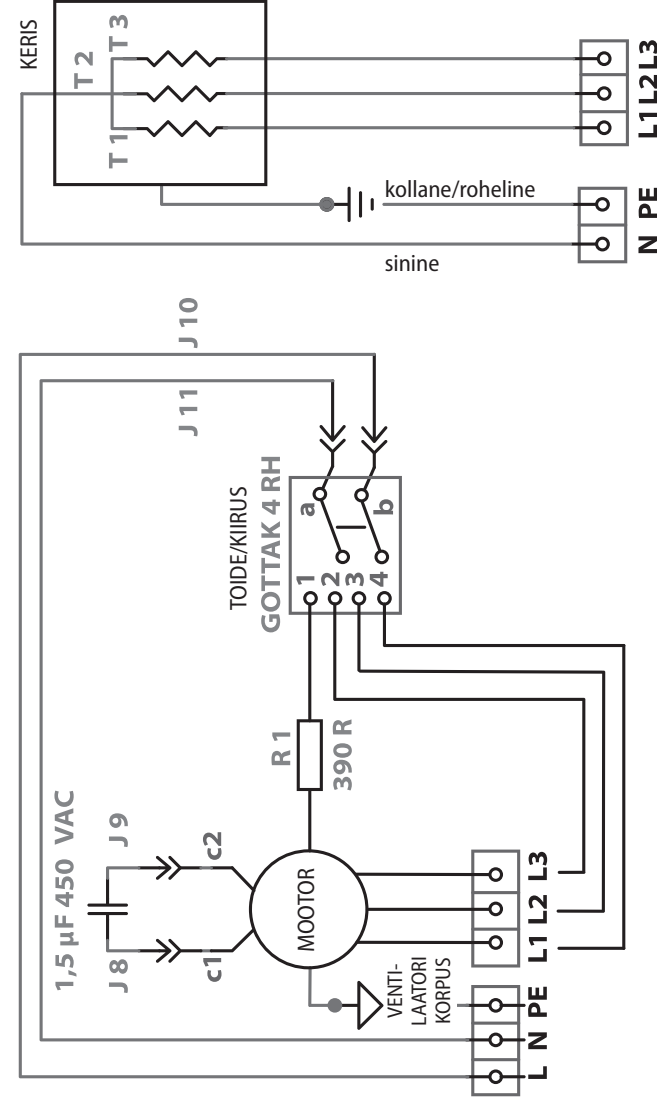 KERIS
T 1
T 2
T 3
L1 L2 L3
kollane/roheline
sinine
N PE
J 10
J 11
TOIDE/KIIRUS
GOTTAK 4 RH
a
b
1
2
3
4
R 1
390 R
1,5 µF 450 VAC
J 8
J 9
c1
c2
MOOTOR
VENTI-
LAATORI
KORPUS
L N PE
L1 L2 L3